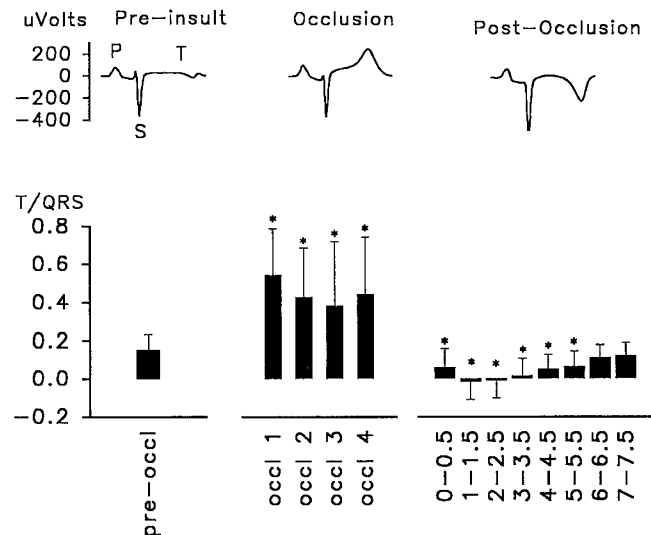 uVolts Pre-insult Occlusion Post-Occlusion
200
0
-200
-400
P T
S
T/QRS
0.8
0.6
0.4
0.2
0.0
-0.2
* * * *
* * * * * *
pre-occl
occl 1
occl 2
occl 3
occl 4
0-0.5
1-1.5
2-2.5
3-3.5
4-4.5
5-5.5
6-6.5
7-7.5